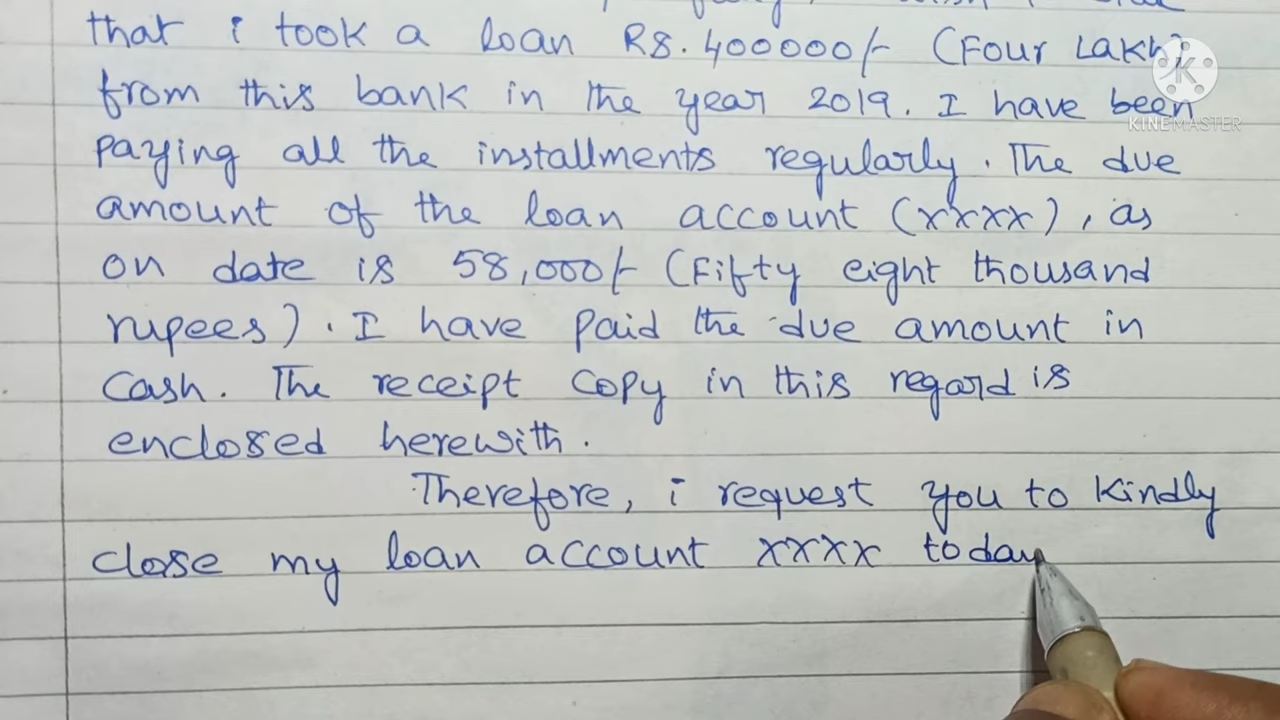 that i took a loan Rs.400000/- (Four Lakh)
from this bank in the year 2019. I have been
paying all the installments regularly. The due
amount of the loan account (xxxx), as
on date is 58,000/- (Fifty eight thousand
rupees). I have paid the due amount in
cash. The receipt copy in this regard is
enclosed herewith.
Therefore, i request you to kindly
close my loan account xxxx today
KINEMASTER